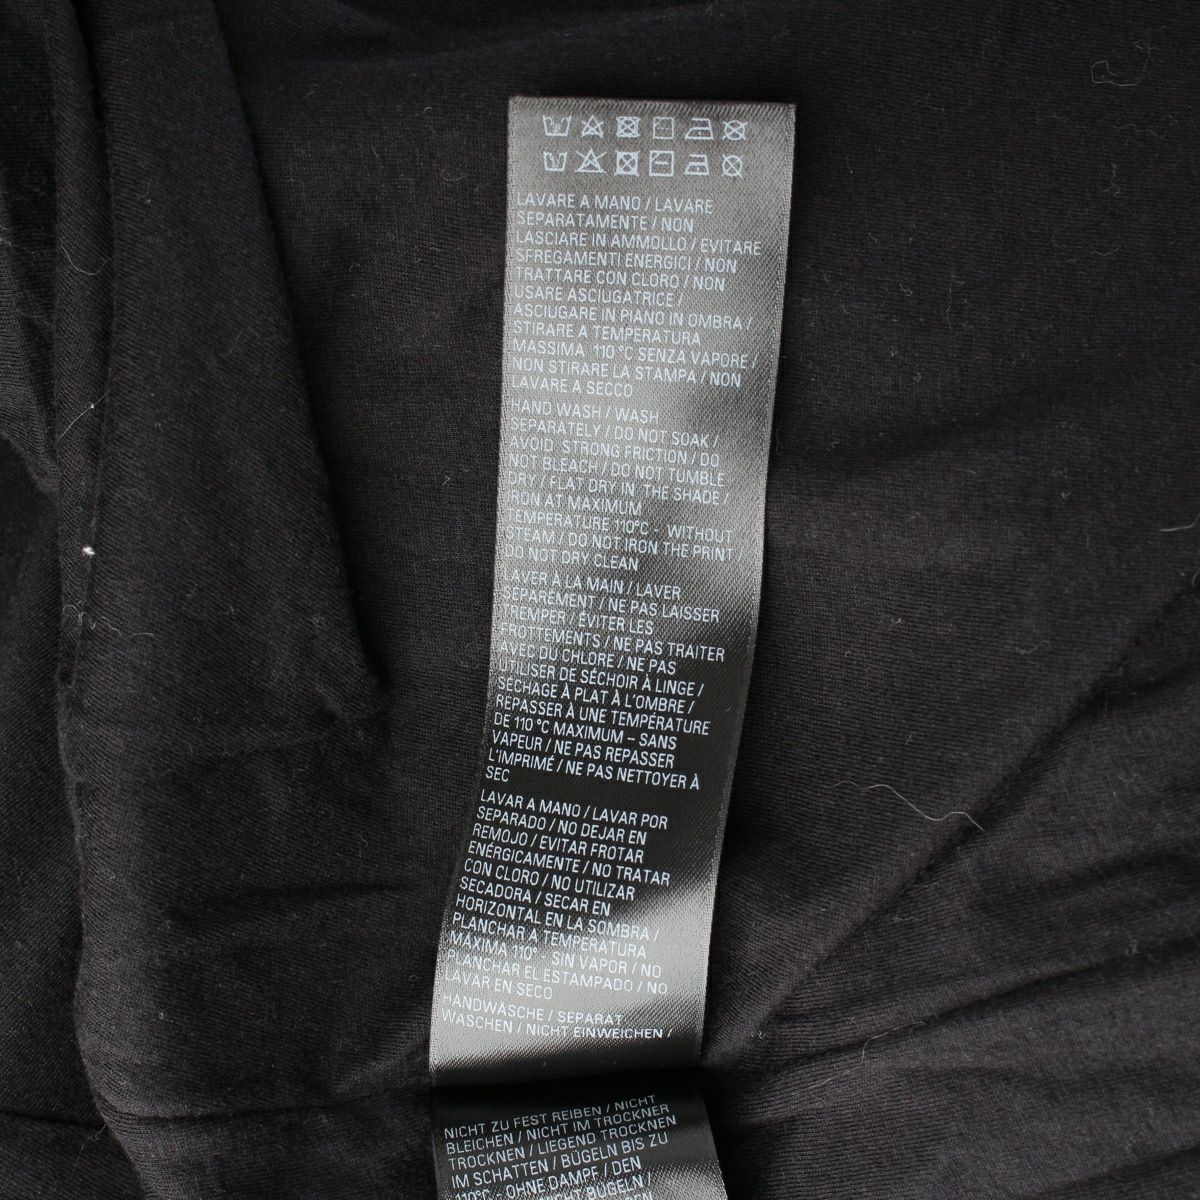 LAVARE A MANO / LAVARE
SEPARATAMENTE / NON
LASCIARE IN AMMOLLO / EVITARE
SFREGAMENTI ENERGICI / NON
TRATTARE CON CLORO / NON
USARE ASCIUGATRICE /
ASCIUGARE IN PIANO IN OMBRA /
STIRARE A TEMPERATURA
MASSIMA 110 °C SENZA VAPORE /
NON STIRARE LA STAMPA / NON
LAVARE A SECCO
HAND WASH / WASH
SEPARATELY / DO NOT SOAK /
AVOID STRONG FRICTION / DO
NOT BLEACH / DO NOT TUMBLE
DRY / FLAT DRY IN THE SHADE /
IRON AT MAXIMUM
TEMPERATURE 110°C - WITHOUT
STEAM / DO NOT IRON THE PRINT /
DO NOT DRY CLEAN
LAVER À LA MAIN / LAVER
SÉPARÉMENT / NE PAS LAISSER
TREMPER / ÉVITER LES
FROTTEMENTS / NE PAS TRAITER
AVEC DU CHLORE / NE PAS
UTILISER DE SÉCHOIR À LINGE /
SÉCHAGE À PLAT À L'OMBRE /
REPASSER À UNE TEMPÉRATURE
DE 110 °C MAXIMUM – SANS
VAPEUR / NE PAS REPASSER
L'IMPRIMÉ / NE PAS NETTOYER À
SEC
LAVAR A MANO / LAVAR POR
SEPARADO / NO DEJAR EN
REMOJO / EVITAR FROTAR
ENÉRGICAMENTE / NO TRATAR
CON CLORO / NO UTILIZAR
SECADORA / SECAR EN
HORIZONTAL EN LA SOMBRA /
PLANCHAR A TEMPERATURA
MÁXIMA 110° SIN VAPOR / NO
PLANCHAR EL ESTAMPADO / NO
LAVAR EN SECO
HANDWÄSCHE / SEPARAT
WASCHEN / NICHT EINWEICHEN /
NICHT ZU FEST REIBEN / NICHT
BLEICHEN / NICHT IM TROCKNER
TROCKNEN / LIEGEND TROCKNEN
IM SCHATTEN / BÜGELN BIS ZU
110°C - OHNE DAMPF / DEN
BÜGELN /